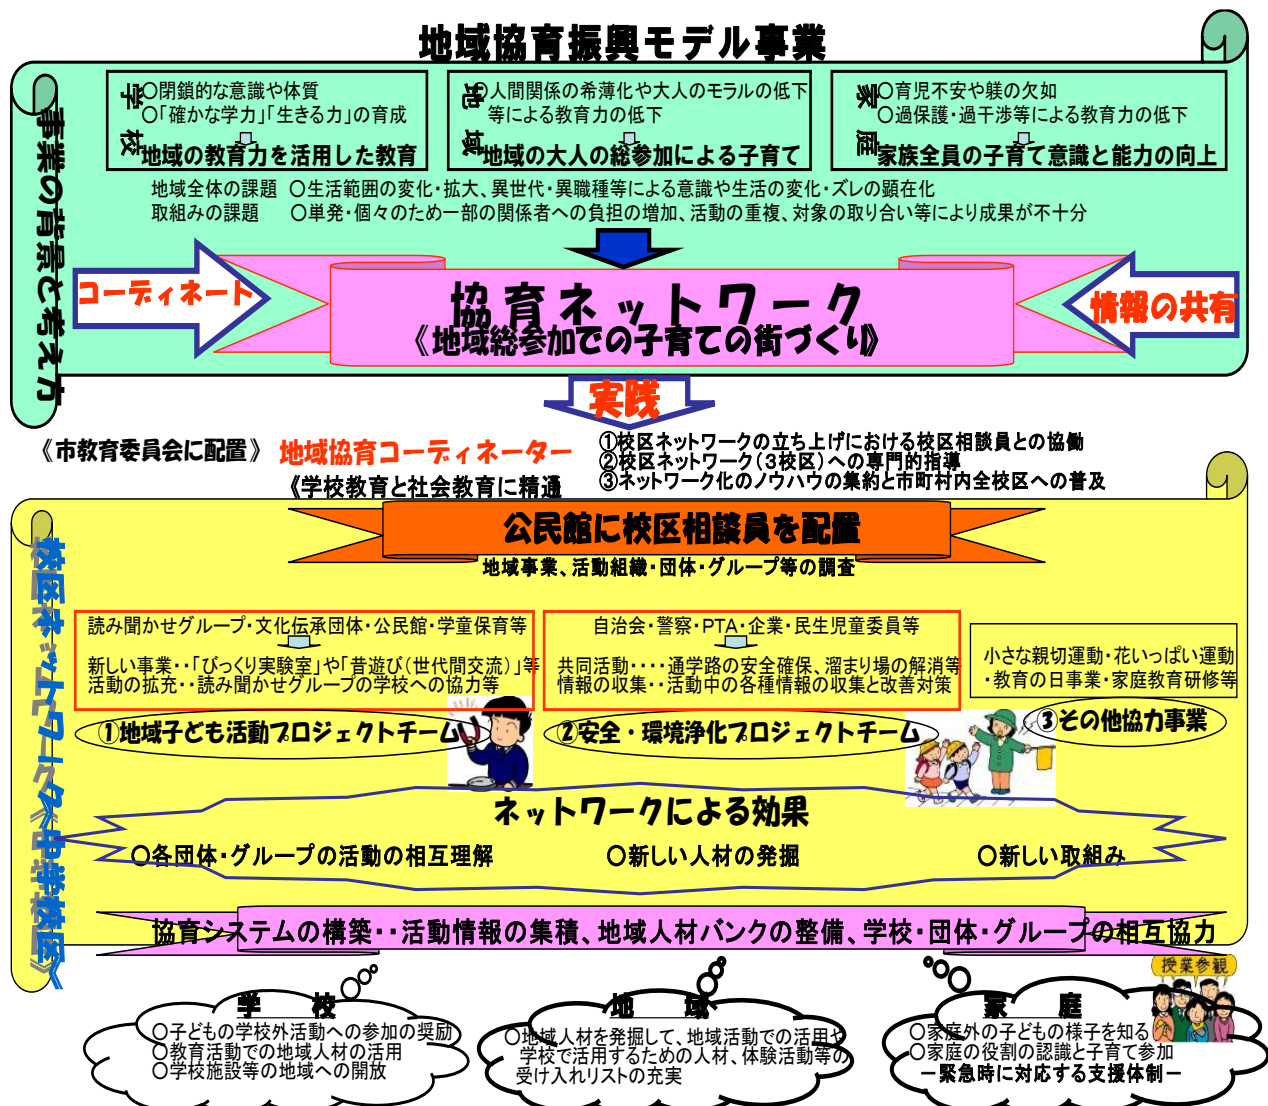 地域協育振興モデル事業
事業の背景と考え方
学校
〇閉鎖的な意識や体質
〇「確かな学力」「生きる力」の育成
地域の教育力を活用した教育
地域
〇人間関係の希薄化や大人のモラルの低下
等による教育力の低下
地域の大人の総参加による子育て
家庭
〇育児不安や躾の欠如
〇過保護・過干渉等による教育力の低下
家族全員の子育て意識と能力の向上
地域全体の課題 〇生活範囲の変化・拡大、異世代・異職種等による意識や生活の変化・ズレの顕在化
取組みの課題 〇単発・個々のため一部の関係者への負担の増加、活動の重複、対象の取り合い等により成果が不十分
コーディネート
協育ネットワーク
《地域総参加での子育ての街づくり》
情報の共有
実践
《市教育委員会に配置》 地域協育コーディネーター
《学校教育と社会教育に精通
①校区ネットワークの立ち上げにおける校区相談員との協働
②校区ネットワーク(3校区)への専門的指導
③ネットワーク化のノウハウの集約と市町村内全校区への普及
校区ネットワーク《中学校区》
公民館に校区相談員を配置
地域事業、活動組織・団体・グループ等の調査
読み聞かせグループ・文化伝承団体・公民館・学童保育等
新しい事業・・「びっくり実験室」や「昔遊び(世代間交流)」等
活動の拡充・・読み聞かせグループの学校への協力等
①地域子ども活動プロジェクトチーム
自治会・警察・PTA・企業・民生児童委員等
共同活動・・・・通学路の安全確保、溜まり場の解消等
情報の収集・・活動中の各種情報の収集と改善対策
②安全・環境浄化プロジェクトチーム
小さな親切運動・花いっぱい運動
・教育の日事業・家庭教育研修等
③その他協力事業
ネットワークによる効果
〇各団体・グループの活動の相互理解
〇新しい人材の発掘
〇新しい取組み
協育システムの構築・・活動情報の集積、地域人材バンクの整備、学校・団体・グループの相互協力
学校
〇子どもの学校外活動への参加の奨励
〇教育活動での地域人材の活用
〇学校施設等の地域への開放
地域
〇地域人材を発掘して、地域活動での活用や
学校で活用するための人材、体験活動等の
受け入れリストの充実
授業参観
家庭
〇家庭外の子どもの様子を知る
〇家庭の役割の認識と子育て参加
－緊急時に対応する支援体制－